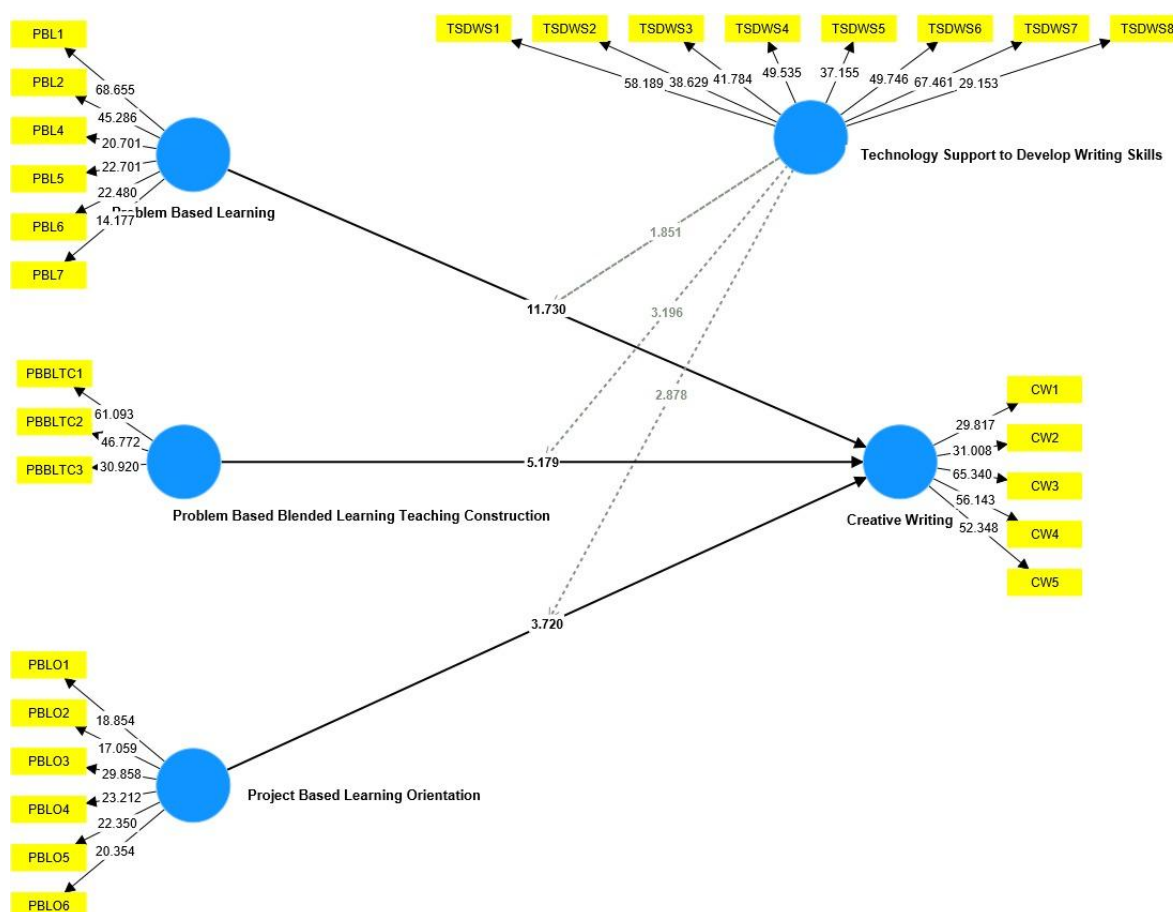 PBL1
PBL2
PBL4
PBL5
PBL6
PBL7
68.655
45.286
20.701
22.701
22.480
14.177
Problem Based Learning
TSDWS1
TSDWS2
TSDWS3
TSDWS4
TSDWS5
TSDWS6
TSDWS7
TSDWS8
58.189
38.629
41.784
49.535
37.155
49.746
67.461
29.153
Technology Support to Develop Writing Skills
1.851
3.196
2.878
11.730
5.179
3.720
PBBLTC1
PBBLTC2
PBBLTC3
61.093
46.772
30.920
Problem Based Blended Learning Teaching Construction
CW1
CW2
CW3
CW4
CW5
29.817
31.008
65.340
56.143
52.348
Creative Writing
PBLO1
PBLO2
PBLO3
PBLO4
PBLO5
PBLO6
18.854
17.059
29.858
23.212
22.350
20.354
Project Based Learning Orientation